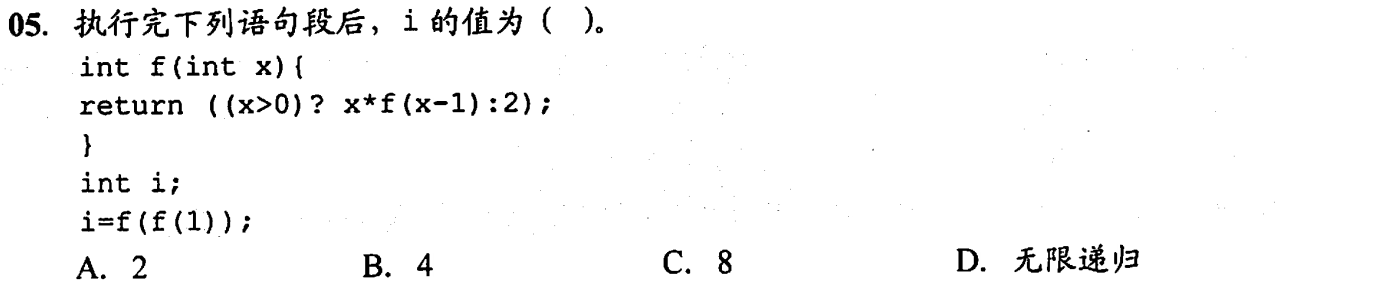 05. 执行完下列语句段后，i 的值为（ ）。
int f(int x){
return ((x>0)? x*f(x-1):2);
}
int i;
i=f(f(1));
A. 2 B. 4 C. 8 D. 无限递归